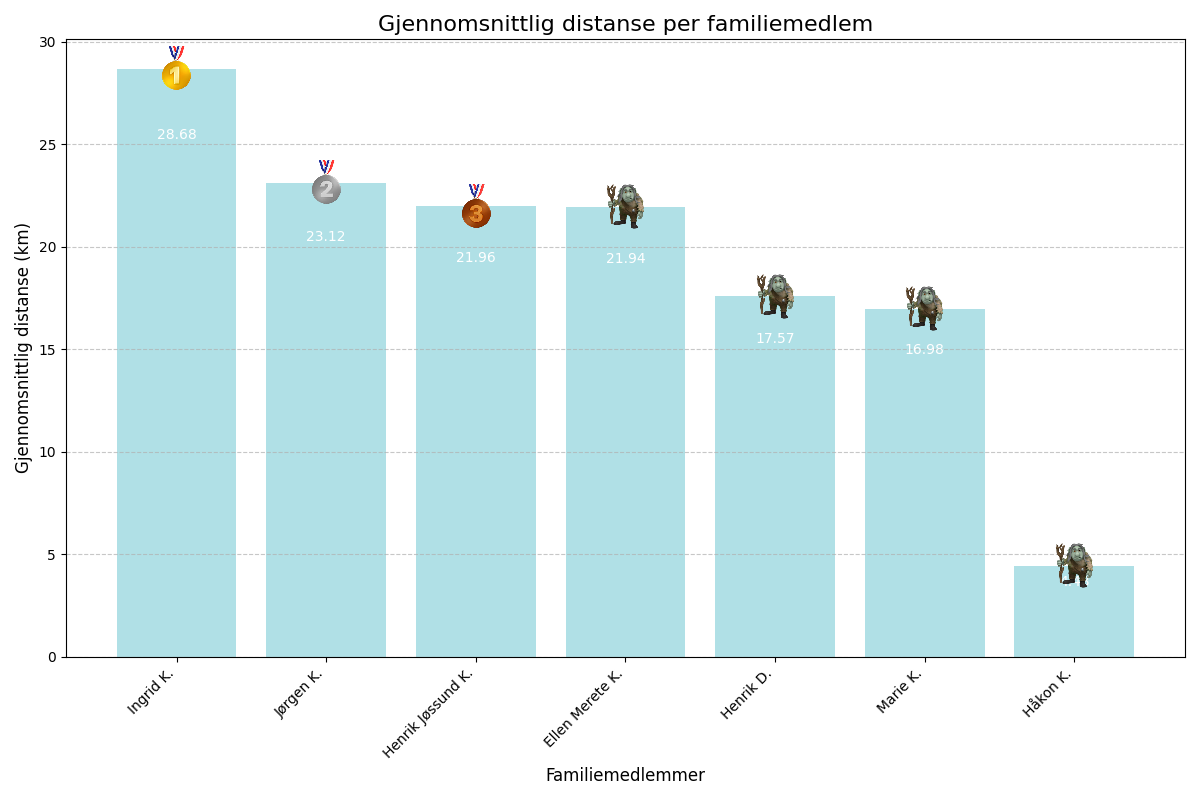 Gjennomsnittlig distanse per familiemedlem
Gjennomsnittlig distanse (km)
30
25
20
15
10
5
0
1
2
3
28.68
23.12
21.96
21.94
17.57
16.98
Ingrid K.
Jørgen K.
Henrik Jøssund K.
Ellen Merete K.
Henrik D.
Marie K.
Håkon K.
Familiemedlemmer